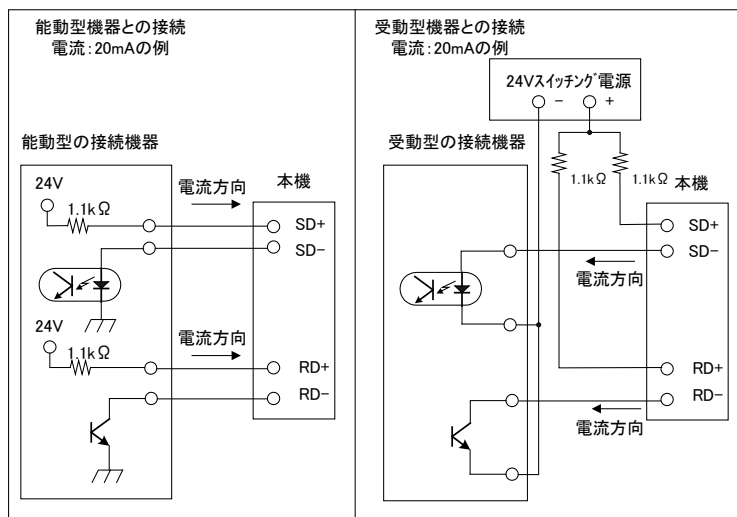 能動型機器との接続
電流:20mAの例
能動型の接続機器
24V
1.1kΩ
電流方向
本機
SD+
SD-
24V
1.1kΩ
電流方向
RD+
RD-
受動型機器との接続
電流:20mAの例
24Vスイッチング電源
- +
受動型の接続機器
1.1kΩ
1.1kΩ
本機
SD+
SD-
電流方向
RD+
RD-
電流方向